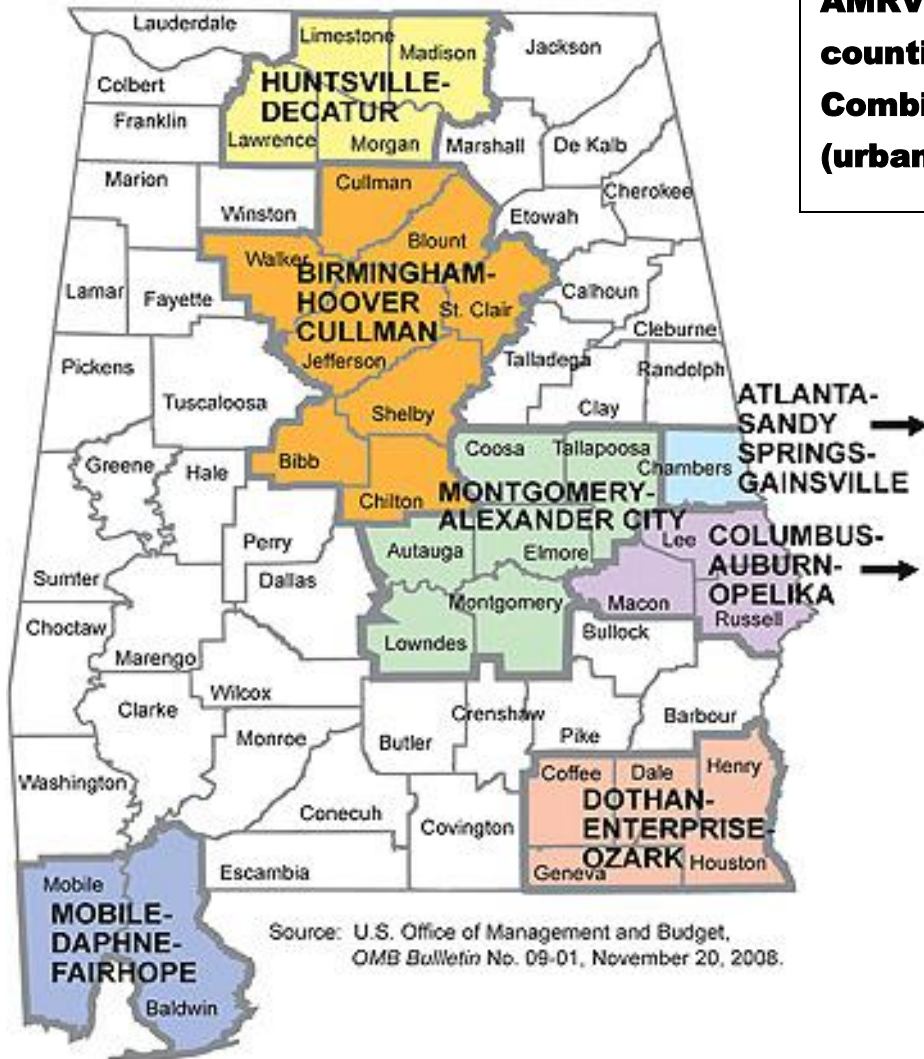 AMRV
counti
Combi
(urban
Lauderdale
Limestone
Madison
Jackson
Colbert
HUNTSVILLE-
DECATUR
Franklin
Lawrence
Morgan
Marshall
De Kalb
Marion
Cullman
Cherokee
Winston
Etowah
Blount
Walker
BIRMINGHAM-
HOOVER
CULLMAN
Lamar
Fayette
St. Clair
Calhoun
Cleburne
Jefferson
Talladega
Pickens
Randolph
Tuscaloosa
Shelby
Clay
ATLANTA-
SANDY
SPRINGS-
GAINSVILLE
Greene
Hale
Bibb
Coosa
Tallapoosa
Chambers
Chilton
MONTGOMERY-
ALEXANDER CITY
Perry
Autauga
Elmore
Lee
COLUMBUS-
AUBURN-
OPELIKA
Sumter
Dallas
Choctaw
Montgomery
Macon
Russell
Marengo
Lowndes
Bullock
Wilcox
Clarke
Monroe
Butler
Crenshaw
Pike
Barbour
Washington
Conecuh
Covington
Coffee
Dale
Henry
DOTHAN-
ENTERPRISE-
OZARK
Geneva
Houston
Escambia
Mobile
MOBILE-
DAPHNE-
FAIRHOPE
Baldwin
Source: U.S. Office of Management and Budget,
OMB Bullletin No. 09-01, November 20, 2008.